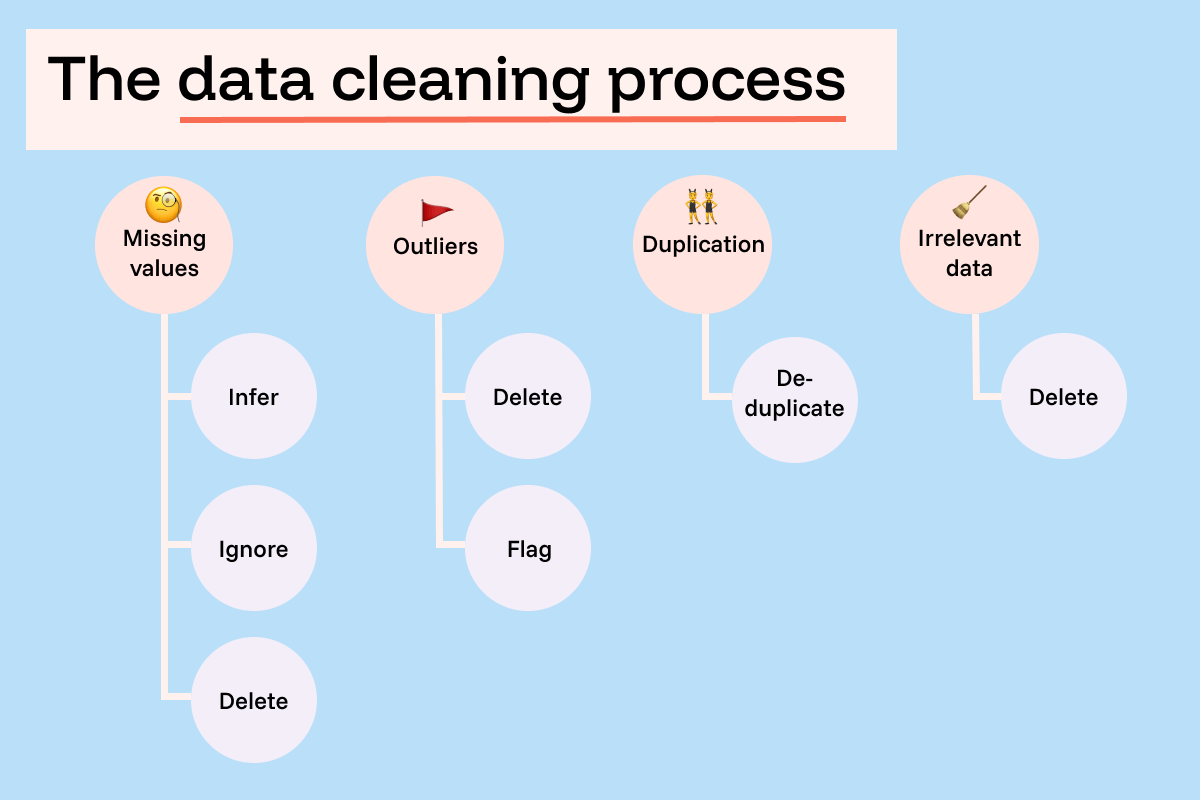 The data cleaning process
Missing
values
Infer
Ignore
Delete
Outliers
Delete
Flag
Duplication
De-
duplicate
Irrelevant
data
Delete